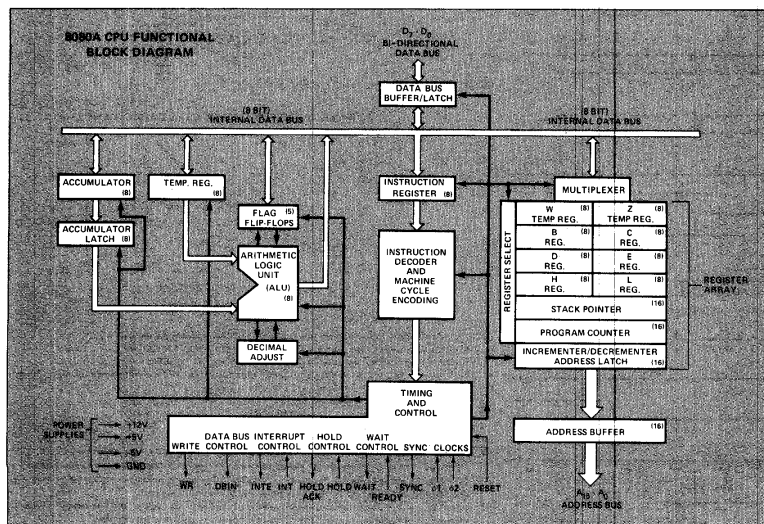 8080A CPU FUNCTIONAL
BLOCK DIAGRAM
D7 D0
BI-DIRECTIONAL
DATA BUS
DATA BUS
BUFFER/LATCH
(8 BIT)
INTERNAL DATA BUS
(8 BIT)
INTERNAL DATA BUS
ACCUMULATOR
(8)
TEMP. REG.
(8)
INSTRUCTION
REGISTER (8)
MULTIPLEXER
ACCUMULATOR
LATCH (8)
FLAG (5)
FLIP-FLOPS
ARITHMETIC
LOGIC
UNIT
(ALU)
(8)
DECIMAL
ADJUST
INSTRUCTION
DECODER
AND
MACHINE
CYCLE
ENCODING
REGISTER SELECT
W (8)
TEMP REG.
Z (8)
TEMP REG.
B (8)
REG.
C (8)
REG.
D (8)
REG.
E (8)
REG.
H (8)
REG.
L (8)
REG.
STACK POINTER (16)
PROGRAM COUNTER (16)
INCREMENTER/DECREMENTER
ADDRESS LATCH (16)
REGISTER
ARRAY
TIMING
AND
CONTROL
WRITE
DATA BUS
CONTROL
INTERRUPT
CONTROL
HOLD
CONTROL
WAIT
CONTROL
SYNC
CLOCKS
POWER
SUPPLIES
+12V
+5V
-5V
GND
ADDRESS BUFFER (16)
WR
DBIN
INTE
INT
HOLD
ACK
HOLD
WAIT
READY
SYNC
ϕ1
ϕ2
RESET
A15 A0
ADDRESS BUS